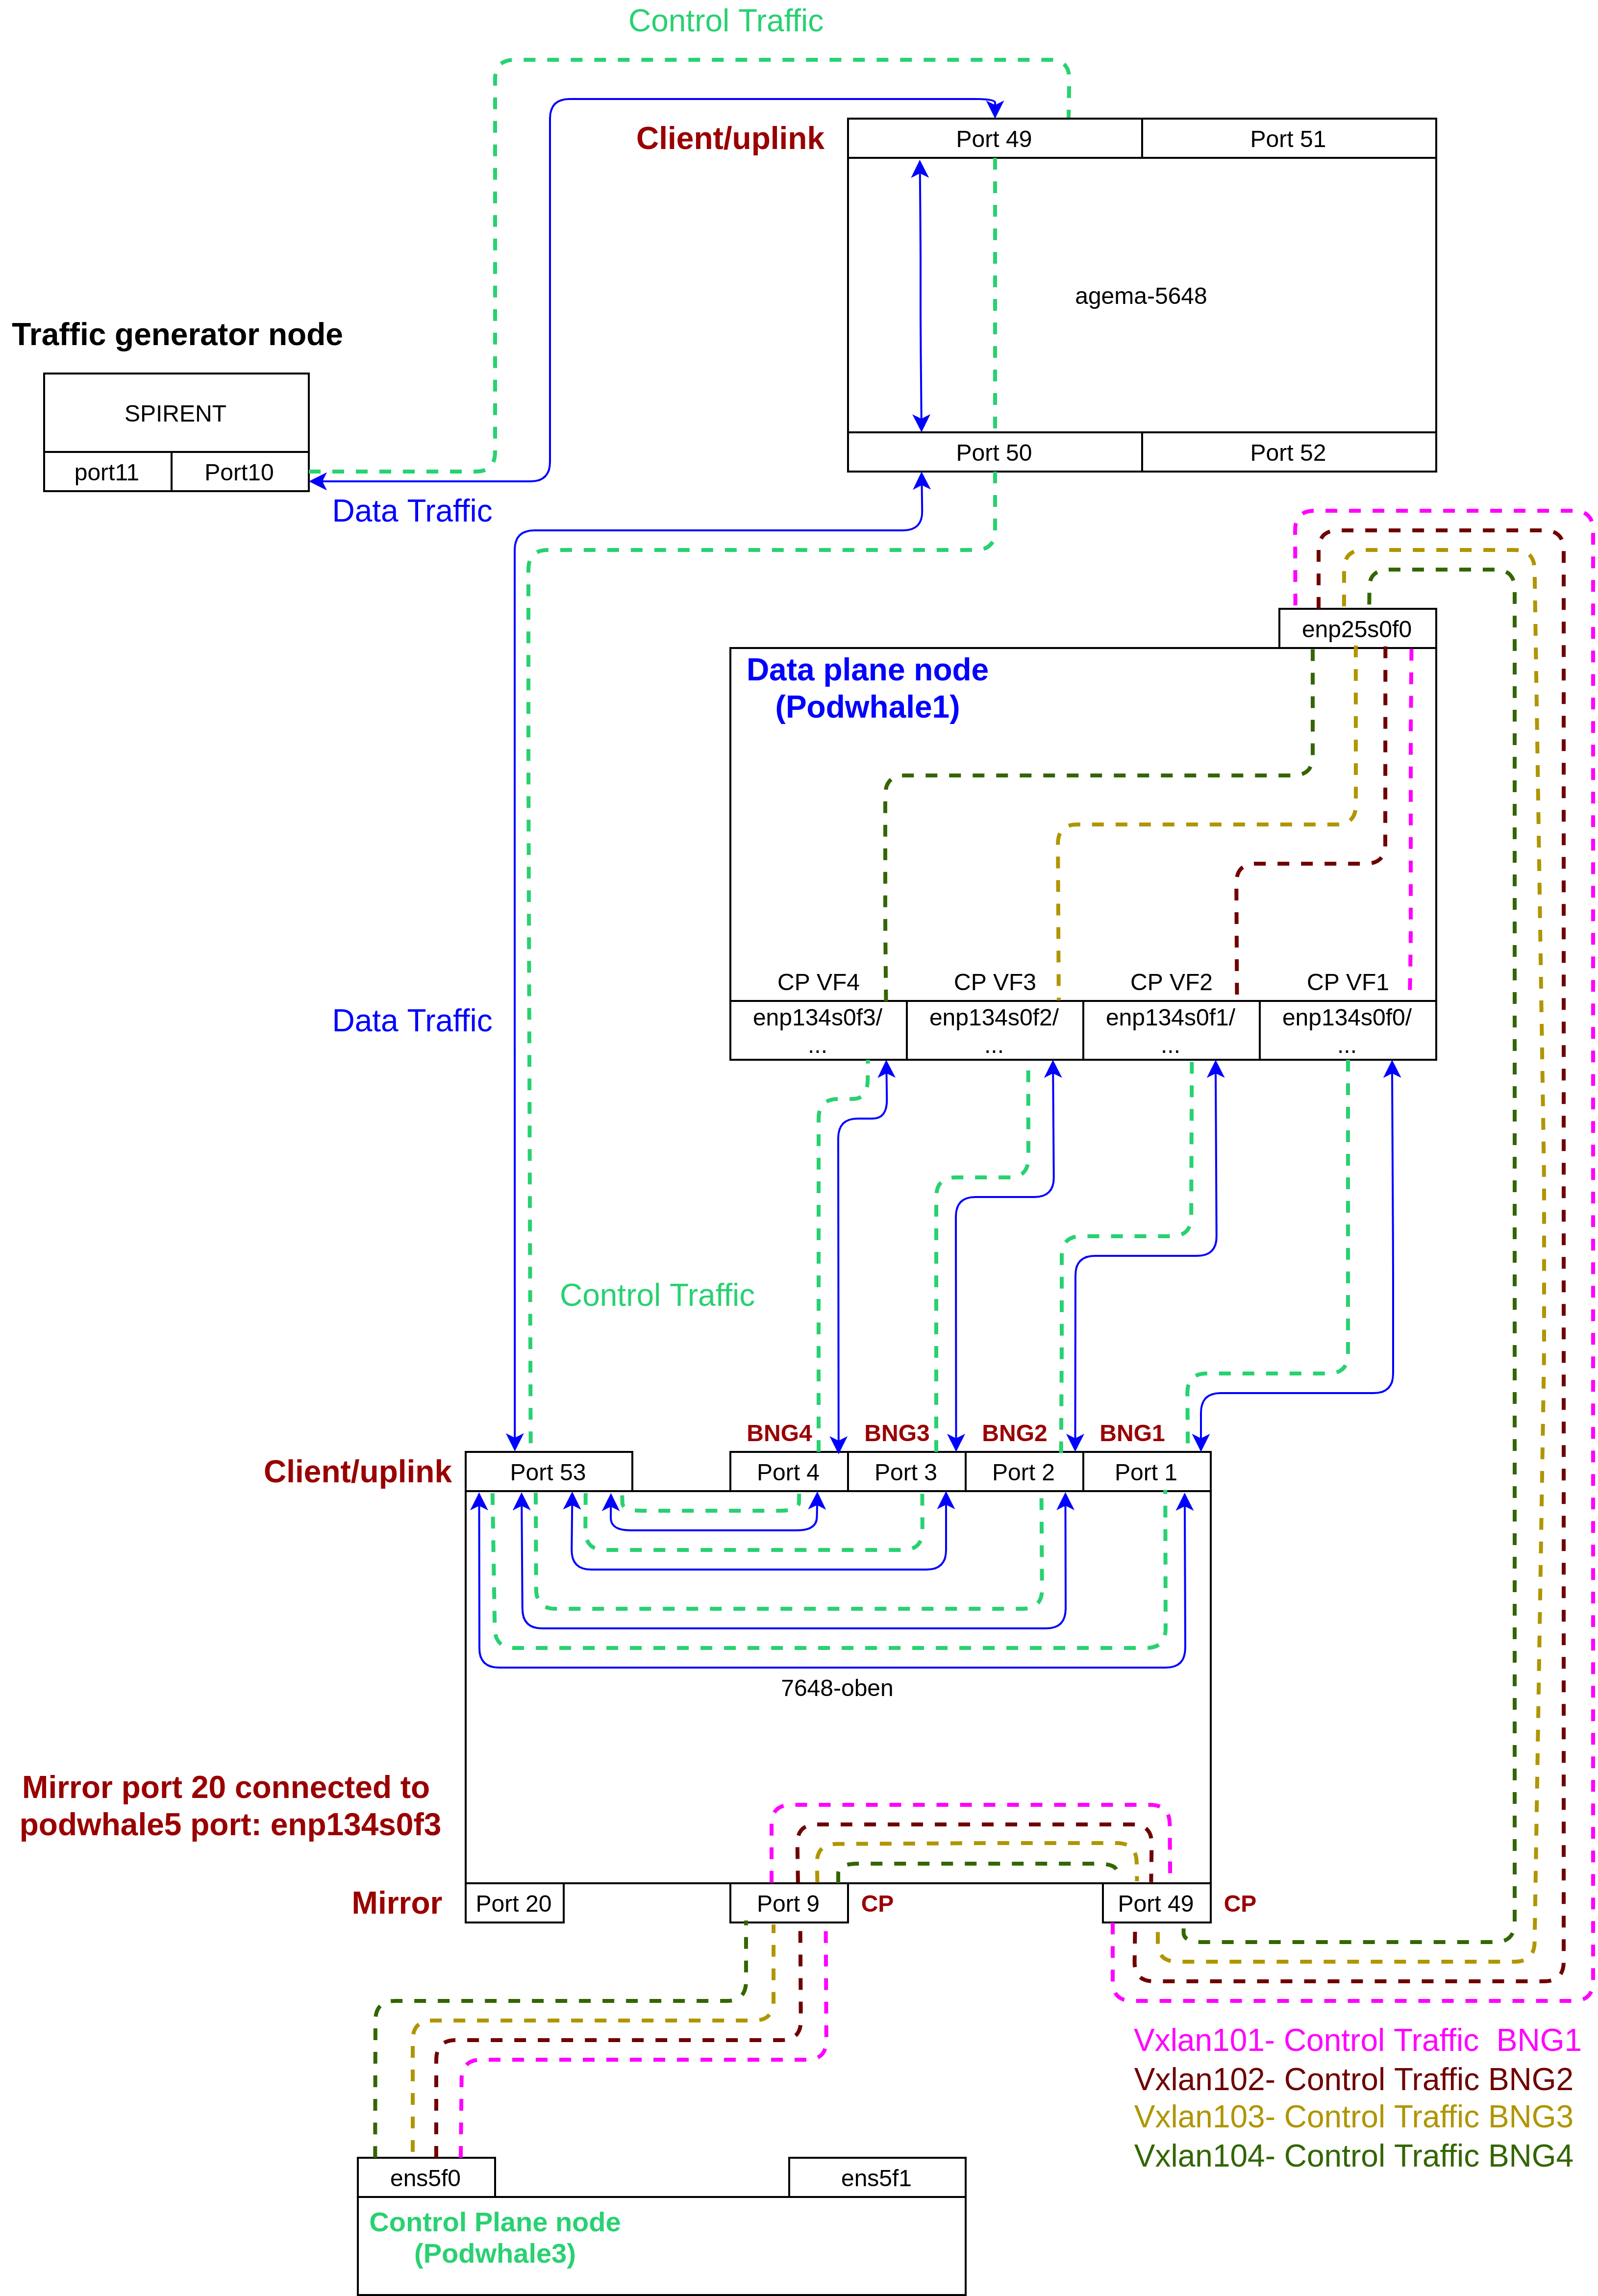 Control Traffic
Client/uplink
Port 49
Port 51
agema-5648
Traffic generator node
SPIRENT
port11
Port10
Port 50
Port 52
Data Traffic
enp25s0f0
Data plane node
(Podwhale1)
CP VF4
CP VF3
CP VF2
CP VF1
enp134s0f3/
...
enp134s0f2/
...
enp134s0f1/
...
enp134s0f0/
...
Data Traffic
Control Traffic
BNG4
BNG3
BNG2
BNG1
Client/uplink
Port 53
Port 4
Port 3
Port 2
Port 1
7648-oben
Mirror port 20 connected to
podwhale5 port: enp134s0f3
Mirror
Port 20
Port 9
CP
Port 49
CP
Vxlan101- Control Traffic  BNG1
Vxlan102- Control Traffic BNG2
Vxlan103- Control Traffic BNG3
Vxlan104- Control Traffic BNG4
ens5f0
ens5f1
Control Plane node
(Podwhale3)